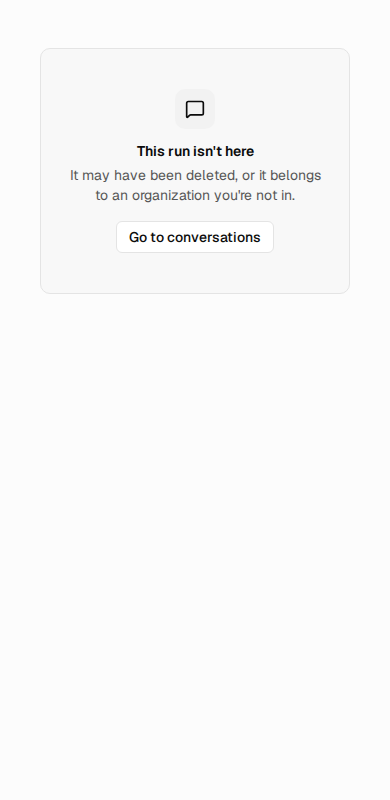 This run isn't here
It may have been deleted, or it belongs
to an organization you're not in.
Go to conversations